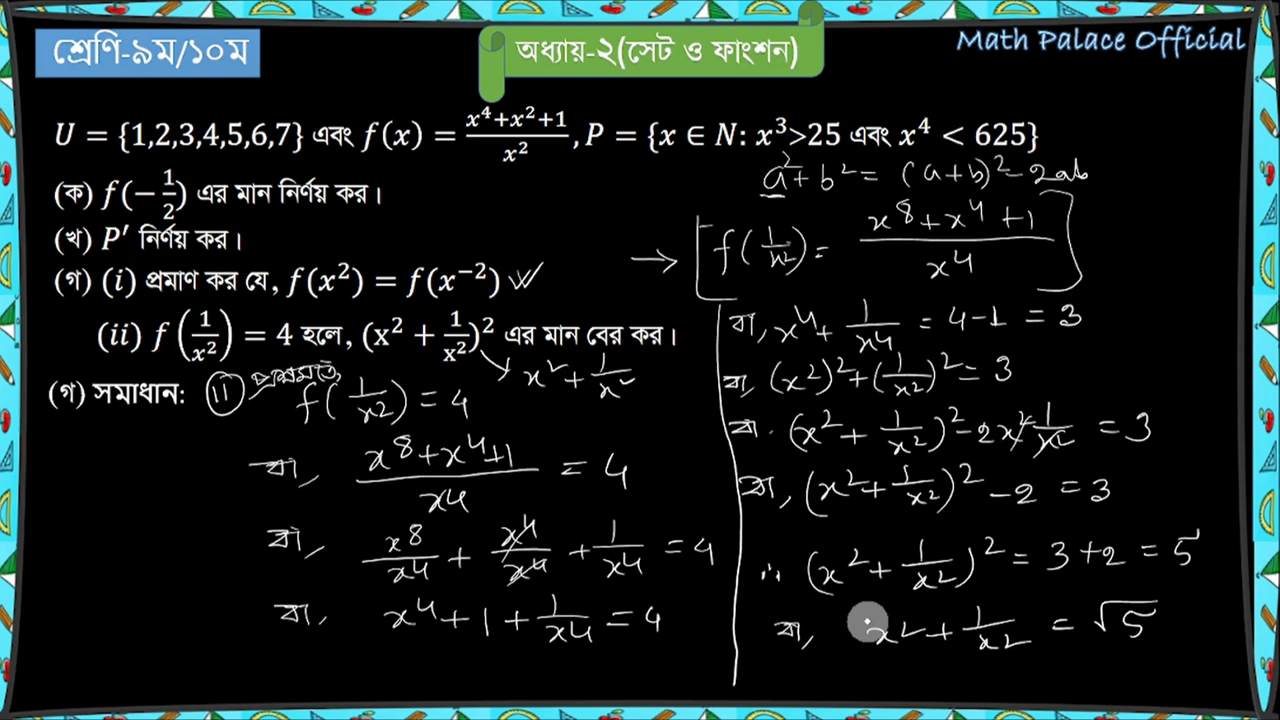 শ্রেণি-৯ম/১০ম
অধ্যায়-২(সেট ও ফাংশন)
Math Palace Official
U = {1,2,3,4,5,6,7} এবং f(x) = (x⁴+x²+1)/x², P = {x ∈ N: x³>25 এবং x⁴ < 625}
(ক) f(−1/2) এর মান নির্ণয় কর।
(খ) P′ নির্ণয় কর।
(গ) (i) প্রমাণ কর যে, f(x²) = f(x⁻²)
(ii) f(1/x²) = 4 হলে, (x² + 1/x²)² এর মান বের কর।
x² + 1/x²
(গ) সমাধান: (ii) প্রশ্নমতে, f(1/x²) = 4
বা, (x⁸+x⁴+1)/x⁴ = 4
বা, x⁸/x⁴ + x⁴/x⁴ + 1/x⁴ = 4
বা, x⁴ + 1 + 1/x⁴ = 4
a²+b² = (a+b)²−2ab
→ [f(1/x²) = (x⁸+x⁴+1)/x⁴]
বা, x⁴ + 1/x⁴ = 4−1 = 3
বা, (x²)² + (1/x²)² = 3
বা. (x² + 1/x²)² − 2x² 1/x² = 3
বা, (x² + 1/x²)² − 2 = 3
∴ (x² + 1/x²)² = 3+2 = 5
বা, x² + 1/x² = √5